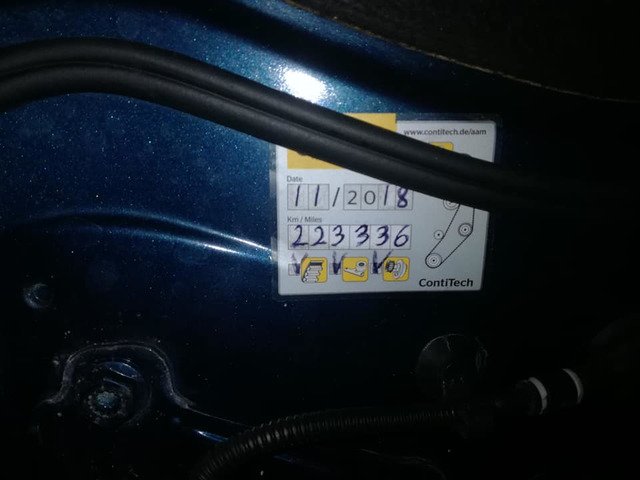 www.contitech.de/aam
Date
11/2018
Km / Miles
223336
ContiTech